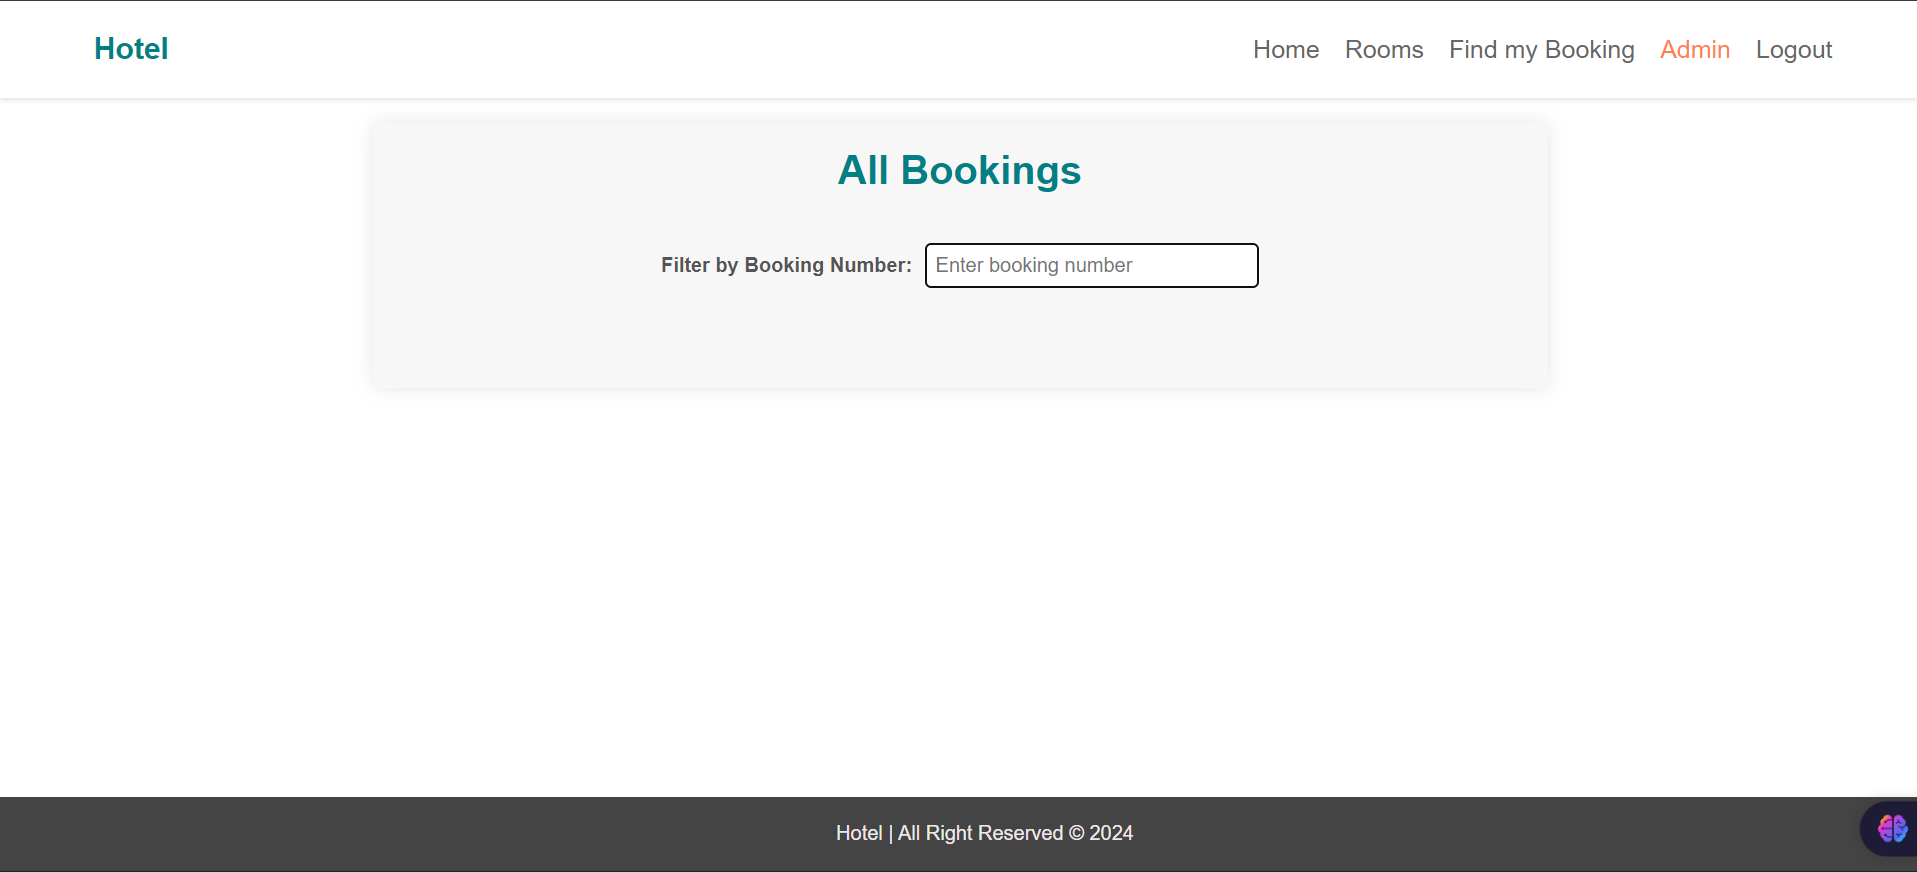 Hotel
Home Rooms Find my Booking Admin Logout
All Bookings
Filter by Booking Number: Enter booking number
Hotel | All Right Reserved © 2024